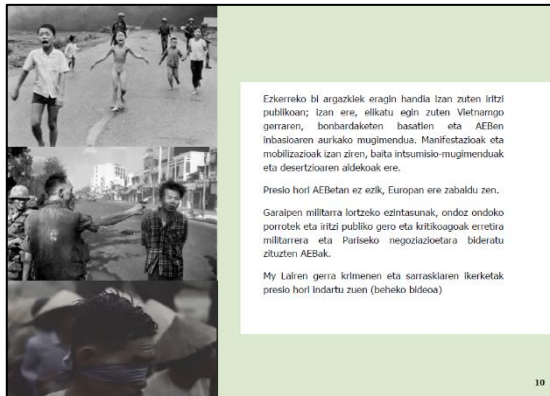 Ezkerreko bi argazkiek eragin handia izan zuten iritzi
publikoan; izan ere, elikatu egin zuten Vietnamgo
gerraren, bonbardaketen basatien eta AEBen
inbasioaren aurkako mugimendua. Manifestazioak eta
mobilizazioak izan ziren, baita intsumisio-mugimenduak
eta desertzioaren aldekoak ere.
Presio hori AEBetan ez ezik, Europan ere zabaldu zen.
Garaipen militarra lortzeko ezintasunak, ondoz ondoko
porrotek eta iritzi publiko gero eta kritikoagoak erretira
militarrera eta Pariseko negoziazioetara bideratu
zituzten AEBak.
My Lairen gerra krimenen eta sarraskiaren ikerketak
presio hori indartu zuen (beheko bideoa)
10